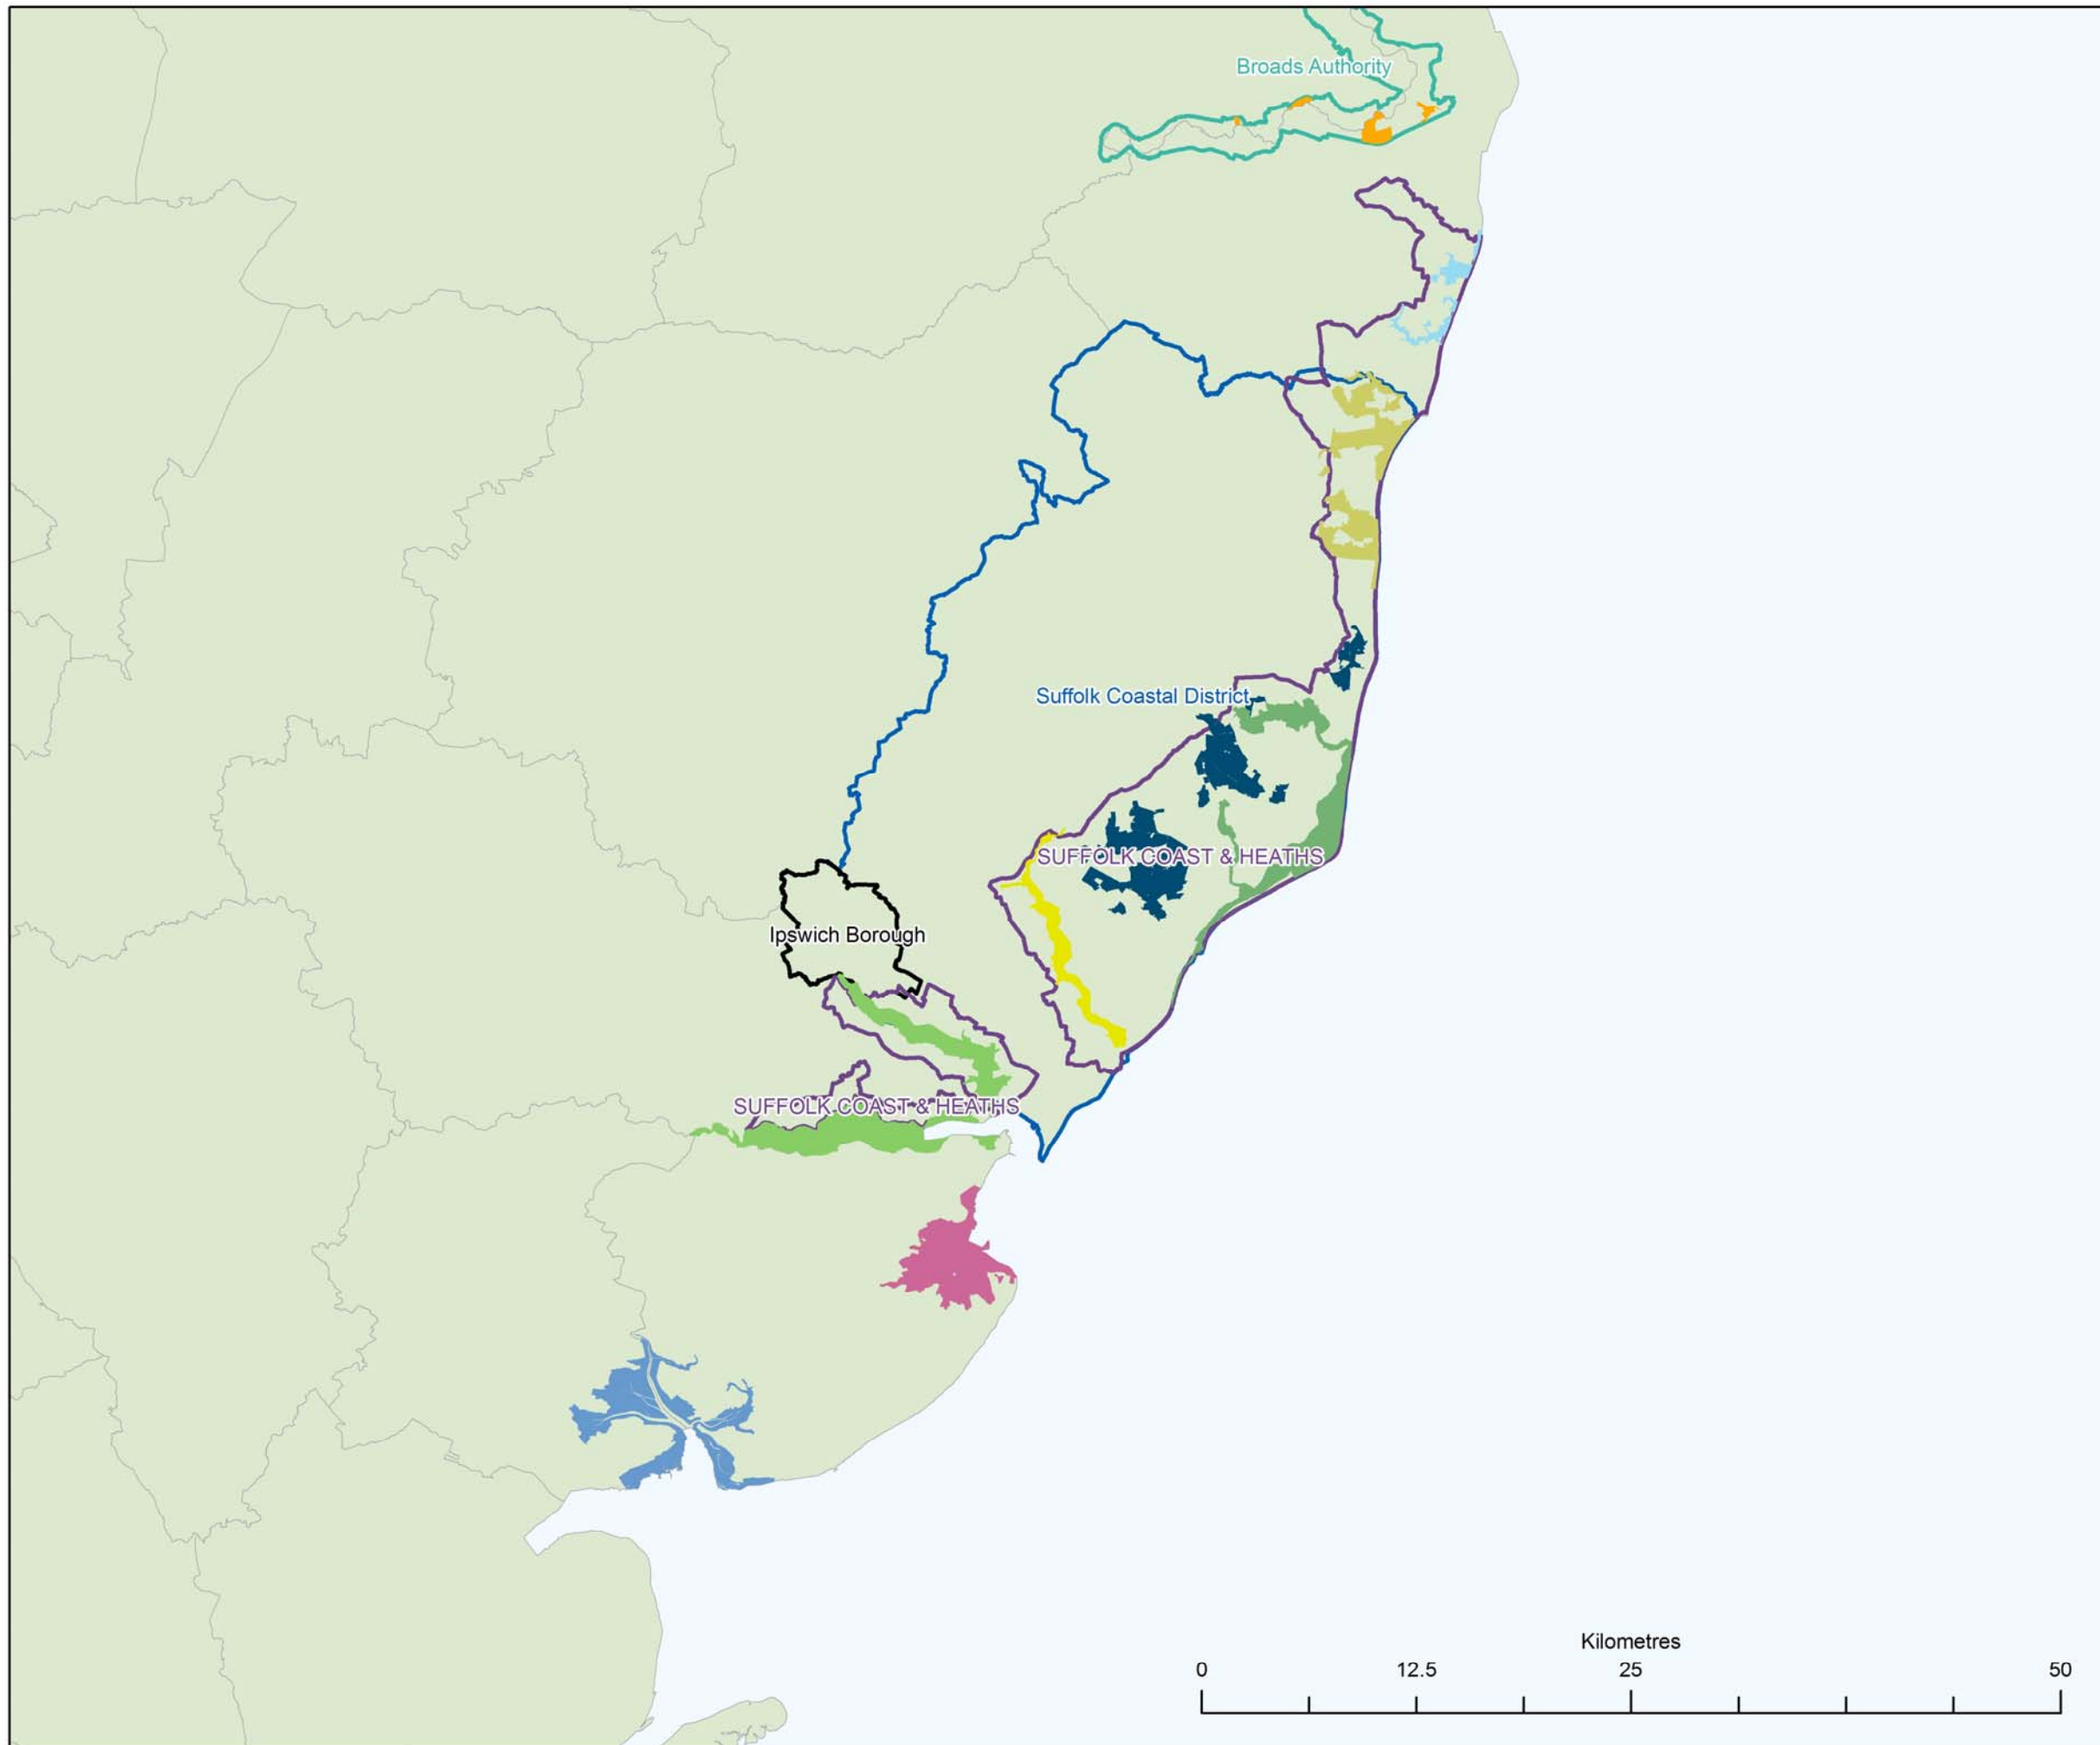 Broads Authority
Suffolk Coastal District
SUFFOLK COAST & HEATHS
Ipswich Borough
SUFFOLK COAST & HEATHS
Kilometres
0 12.5 25 50